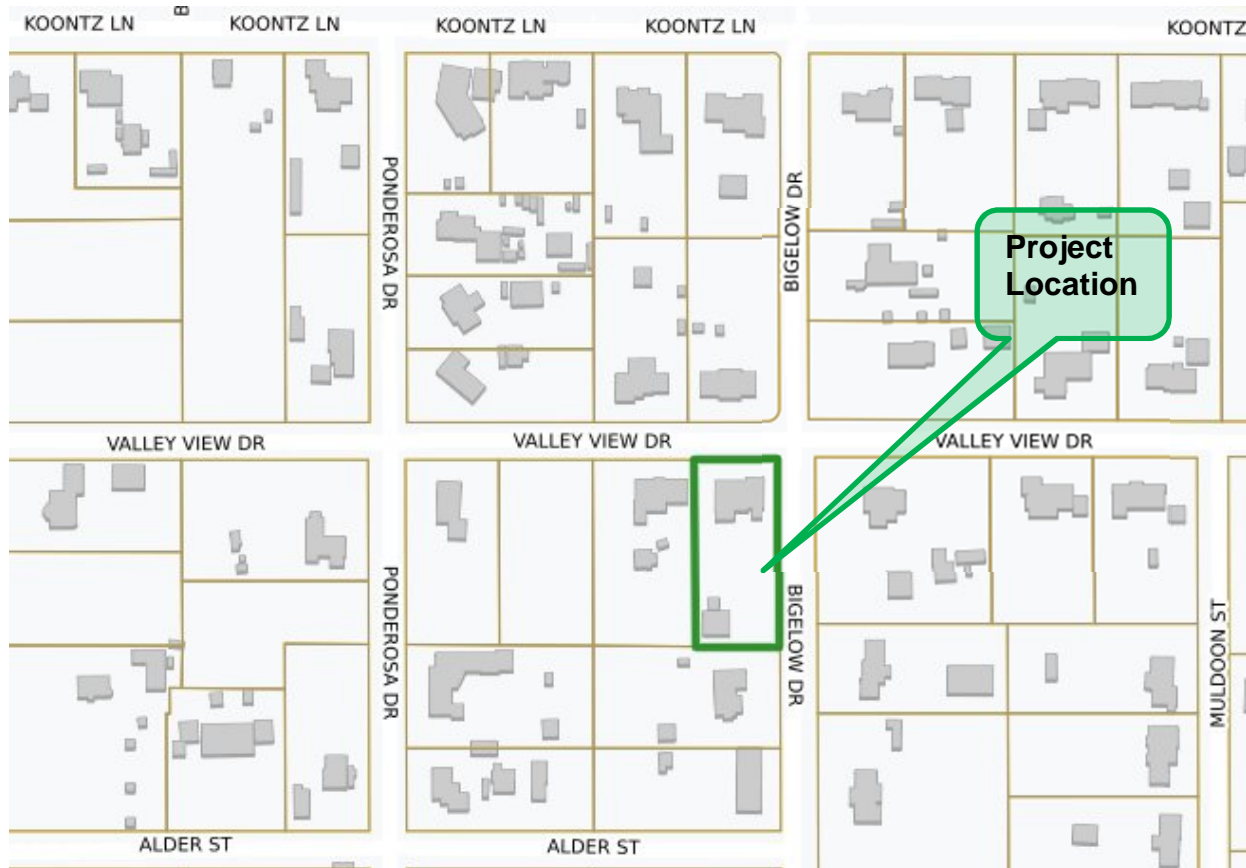 B
KOONTZ LN
KOONTZ LN
KOONTZ LN
KOONTZ LN
KOONTZ
PONDEROSA DR
BIGELOW DR
Project
Location
VALLEY VIEW DR
VALLEY VIEW DR
VALLEY VIEW DR
PONDEROSA DR
BIGELOW DR
MULDOON ST
ALDER ST
ALDER ST